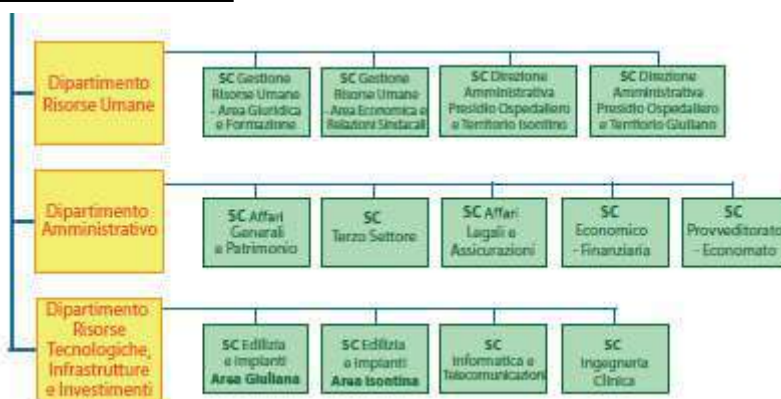 Dipartimento
Risorse Umane
SC Gestione
Risorse Umane
- Area Giuridica
e Formazione
SC Gestione
Risorse Umane
- Area Economica e
Relazioni Sindacali
SC Direzione
Amministrativa
Presidio Ospedaliero
e Territorio Isontino
SC Direzione
Amministrativa
Presidio Ospedaliero
e Territorio Giuliano
Dipartimento
Amministrativo
SC Affari
Generali
e Patrimonio
SC
Terzo Settore
SC Affari
Legali e
Assicurazioni
SC
Economico
- Finanziaria
SC
Provveditorato
- Economato
Dipartimento
Risorse
Tecnologiche,
Infrastrutture
e Investimenti
SC Edilizia
e Impianti
Area Giuliana
SC Edilizia
e Impianti
Area Isontina
SC
Informatica e
Telecomunicazioni
SC
Ingegneria
Clinica